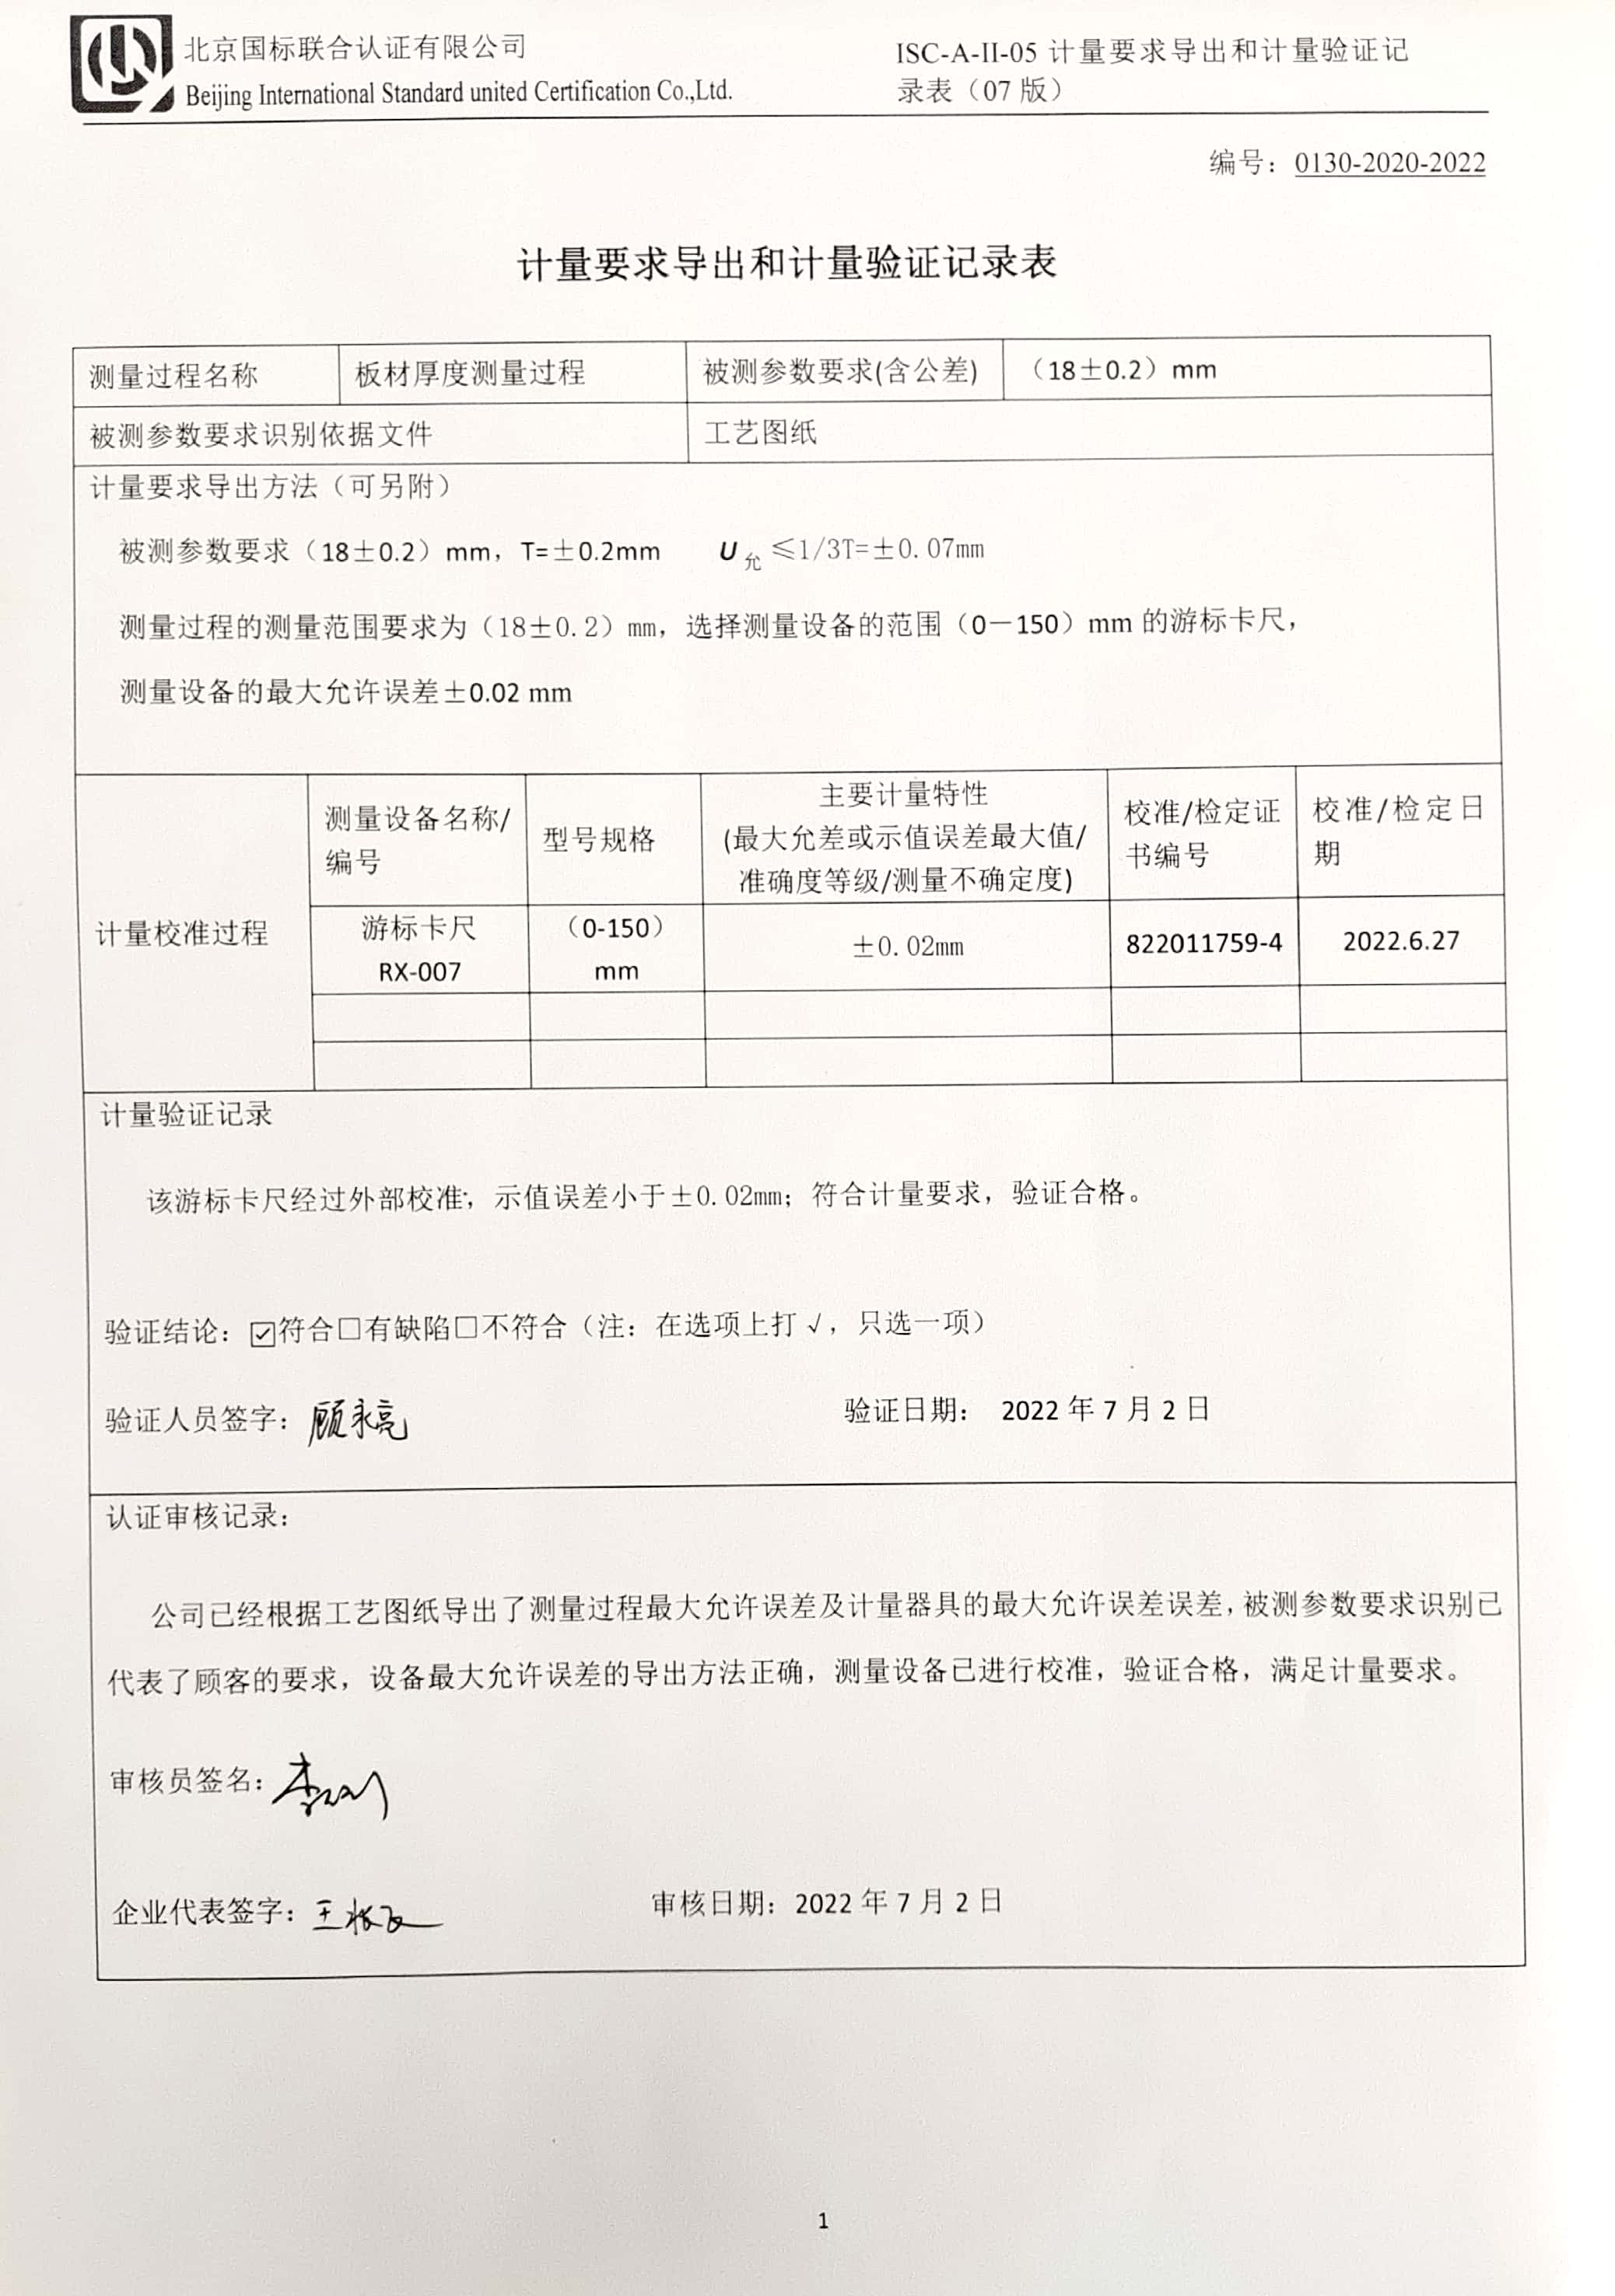 北京国标联合认证有限公司
Beijing International Standard united Certification Co.,Ltd.
ISC-A-II-05 计量要求导出和计量验证记
录表（07 版）
编号：0130-2020-2022
计量要求导出和计量验证记录表
测量过程名称 板材厚度测量过程 被测参数要求(含公差) （18±0.2）mm
被测参数要求识别依据文件 工艺图纸
计量要求导出方法（可另附）
被测参数要求（18±0.2）mm，T=±0.2mm U允≤1/3T=±0.07mm
测量过程的测量范围要求为（18±0.2）mm，选择测量设备的范围（0－150）mm 的游标卡尺，
测量设备的最大允许误差±0.02 mm
计量校准过程
测量设备名称/
编号
型号规格
主要计量特性
(最大允差或示值误差最大值/
准确度等级/测量不确定度)
校准/检定证
书编号
校准/检定日
期
游标卡尺
RX-007
（0-150）
mm
±0.02mm
822011759-4
2022.6.27
计量验证记录
该游标卡尺经过外部校准，示值误差小于±0.02mm；符合计量要求，验证合格。
验证结论：☑符合□有缺陷□不符合（注：在选项上打√，只选一项）
验证人员签字：顾永亮 验证日期： 2022 年 7 月 2 日
认证审核记录：
公司已经根据工艺图纸导出了测量过程最大允许误差及计量器具的最大允许误差误差，被测参数要求识别已
代表了顾客的要求，设备最大允许误差的导出方法正确，测量设备已进行校准，验证合格，满足计量要求。
审核员签名：
企业代表签字： 审核日期：2022 年 7 月 2 日
1